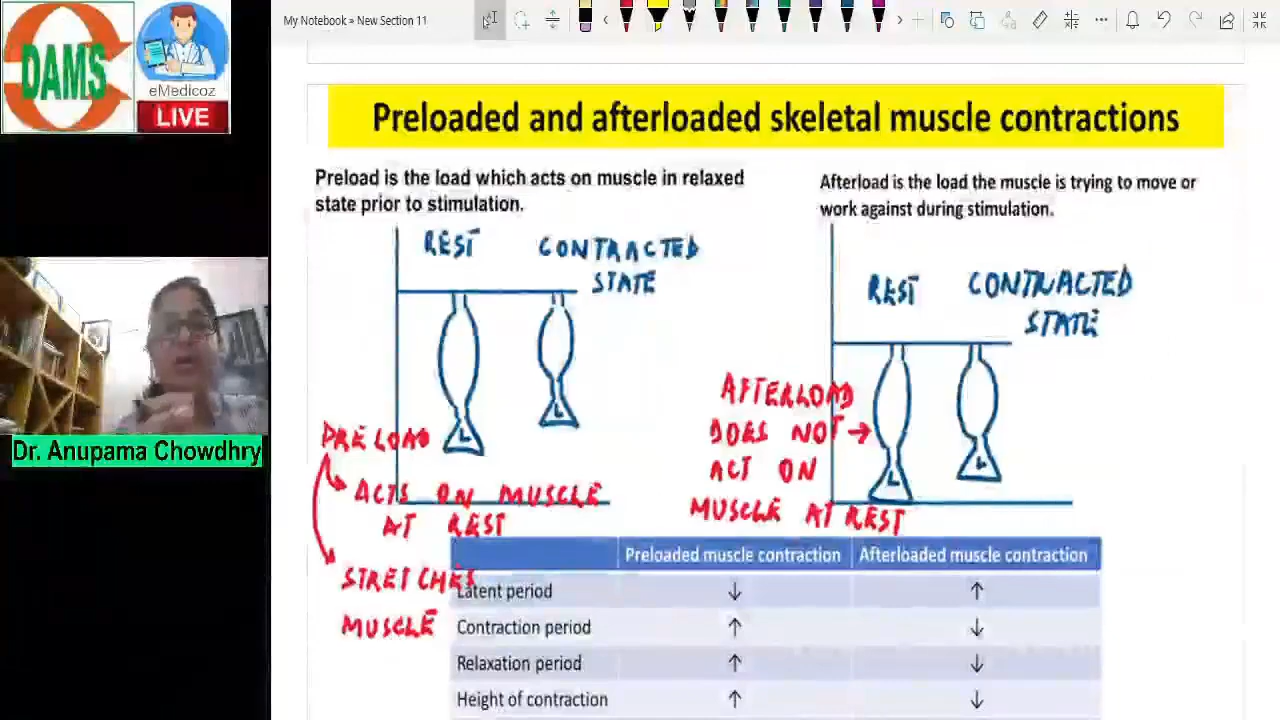 DAMS
eMedicoz
LIVE
Dr. Anupama Chowdhry
My Notebook » New Section 11
Preloaded and afterloaded skeletal muscle contractions
Preload is the load which acts on muscle in relaxed
state prior to stimulation.
REST
CONTRACTED
STATE
L
L
PRELOAD
ACTS ON MUSCLE
AT REST
STRETCHES
MUSCLE
Afterload is the load the muscle is trying to move or
work against during stimulation.
REST
CONTRACTED
STATE
L
L
AFTERLOAD
DOES NOT →
ACT ON
MUSCLE AT REST
Preloaded muscle contraction Afterloaded muscle contraction
Latent period ↓ ↑
Contraction period ↑ ↓
Relaxation period ↑ ↓
Height of contraction ↑ ↓